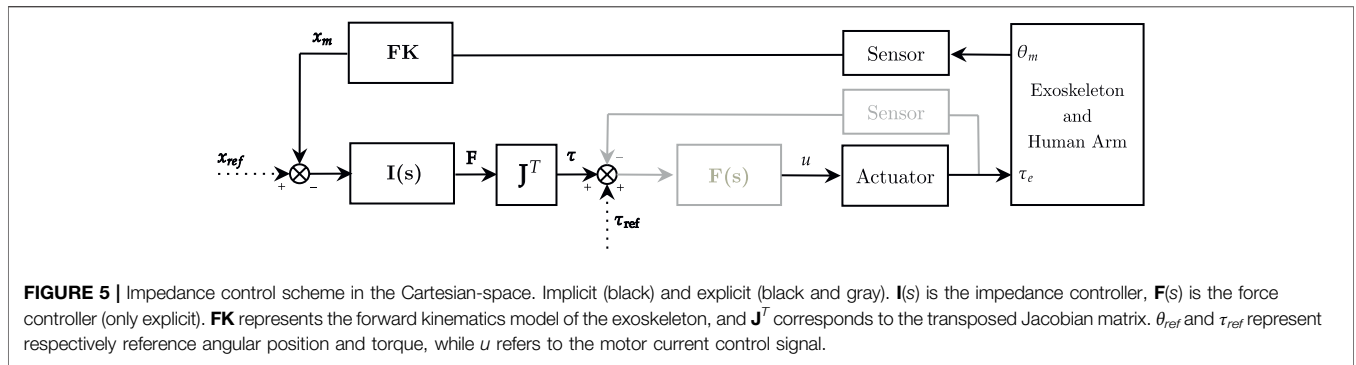 x_m
FK
Sensor
θ_m
Exoskeleton
and
Human Arm
Sensor
x_ref
+
−
I(s)
F
J^T
τ
−
+
+
F(s)
u
Actuator
τ_e
τ_ref
FIGURE 5 | Impedance control scheme in the Cartesian-space. Implicit (black) and explicit (black and gray). I(s) is the impedance controller, F(s) is the force
controller (only explicit). FK represents the forward kinematics model of the exoskeleton, and J^T corresponds to the transposed Jacobian matrix. θ_ref and τ_ref represent
respectively reference angular position and torque, while u refers to the motor current control signal.